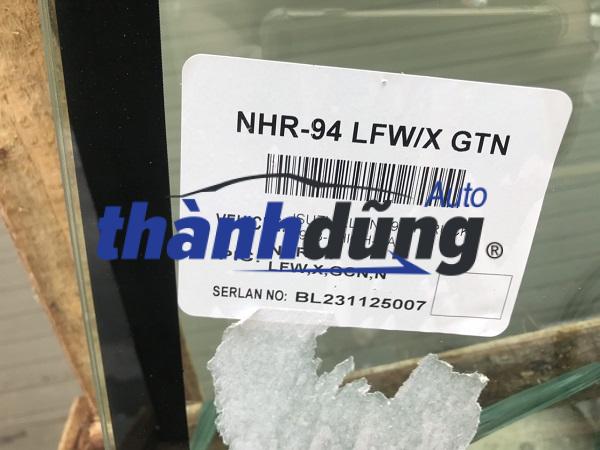 NHR-94 LFW/X GTN
Auto
thànhdũng ®
LFW,X,GCN,N
SERLAN NO: BL231125007